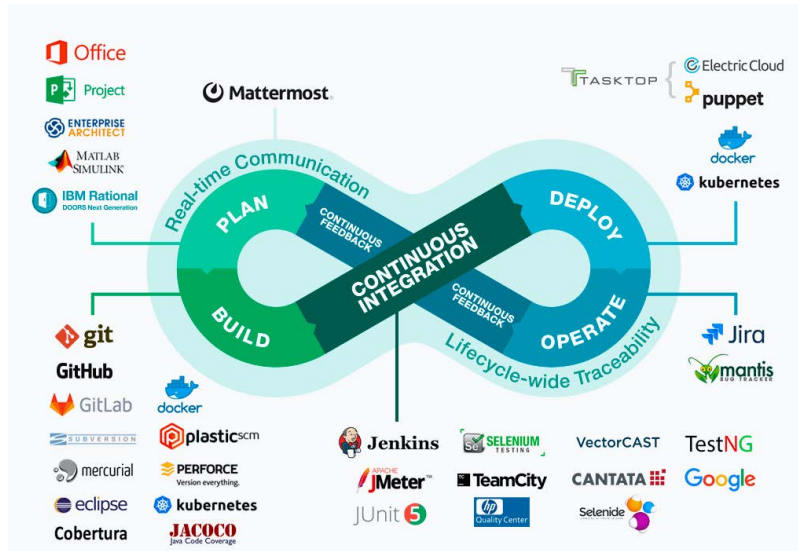 Office
Project
ENTERPRISE
ARCHITECT
MATLAB
SIMULINK
IBM Rational
DOORS Next Generation
Mattermost
TASKTOP
Electric Cloud
puppet
docker
kubernetes
Real-time Communication
PLAN
CONTINUOUS
FEEDBACK
CONTINUOUS
INTEGRATION
DEPLOY
BUILD
CONTINUOUS
FEEDBACK
OPERATE
Lifecycle-wide Traceability
git
GitHub
GitLab
SUBVERSION
mercurial
eclipse
Cobertura
docker
plasticSCM
PERFORCE
Version everything.
kubernetes
JACOCO
Java Code Coverage
Jenkins
APACHE
JMeter™
JUnit 5
Se
SELENIUM
TESTING
TeamCity
hp
Quality Center
VectorCAST
CANTATA
Selenide
TestNG
Google
Jira
mantis
BUG TRACKER